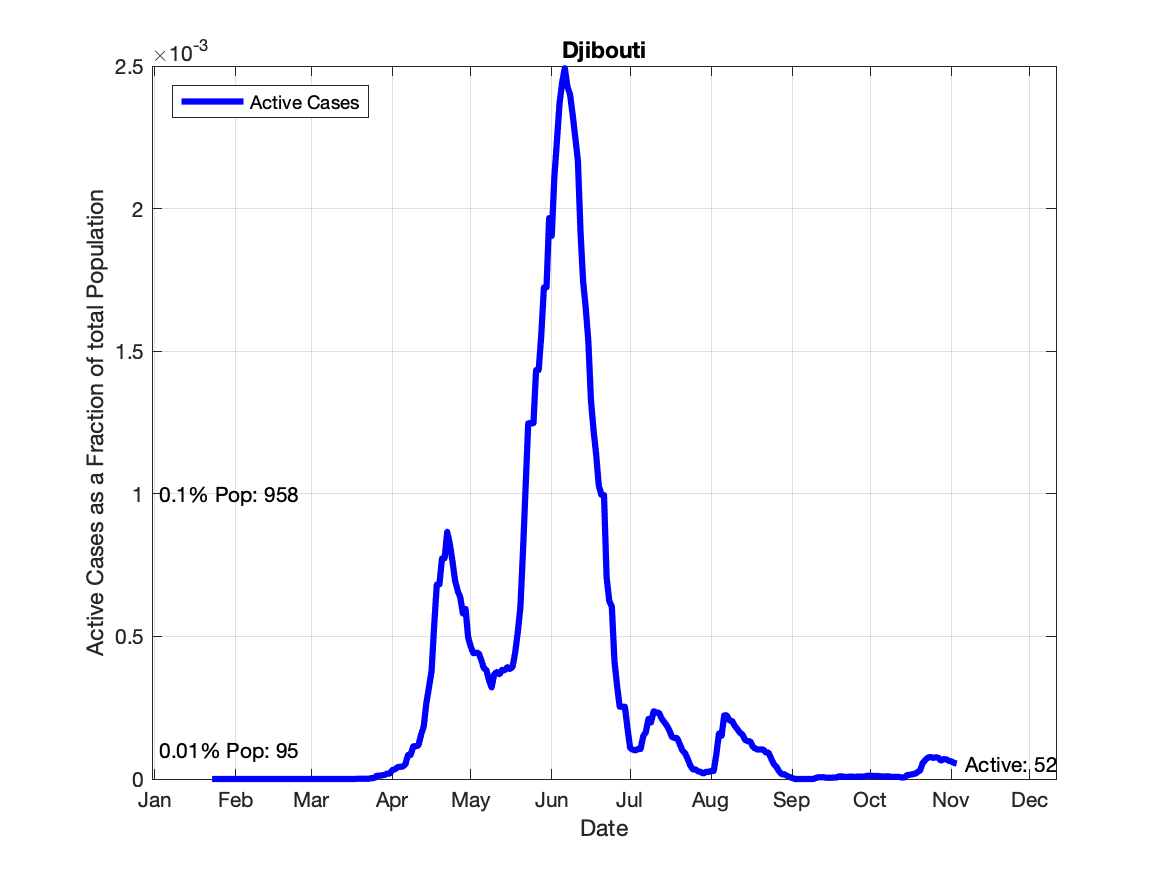 Djibouti
×10-3
Active Cases
2.5
2
1.5
1
0.5
0
0.1% Pop: 958
0.01% Pop: 95
Active: 52
Jan Feb Mar Apr May Jun Jul Aug Sep Oct Nov Dec
Date
Active Cases as a Fraction of total Population